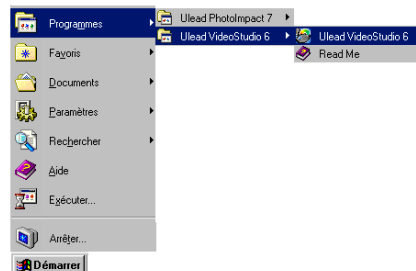 Programmes
Ulead PhotoImpact 7
Ulead VideoStudio 6
Ulead VideoStudio 6
Read Me
Favoris
Documents
Paramètres
Rechercher
Aide
Exécuter...
Arrêter...
Démarrer